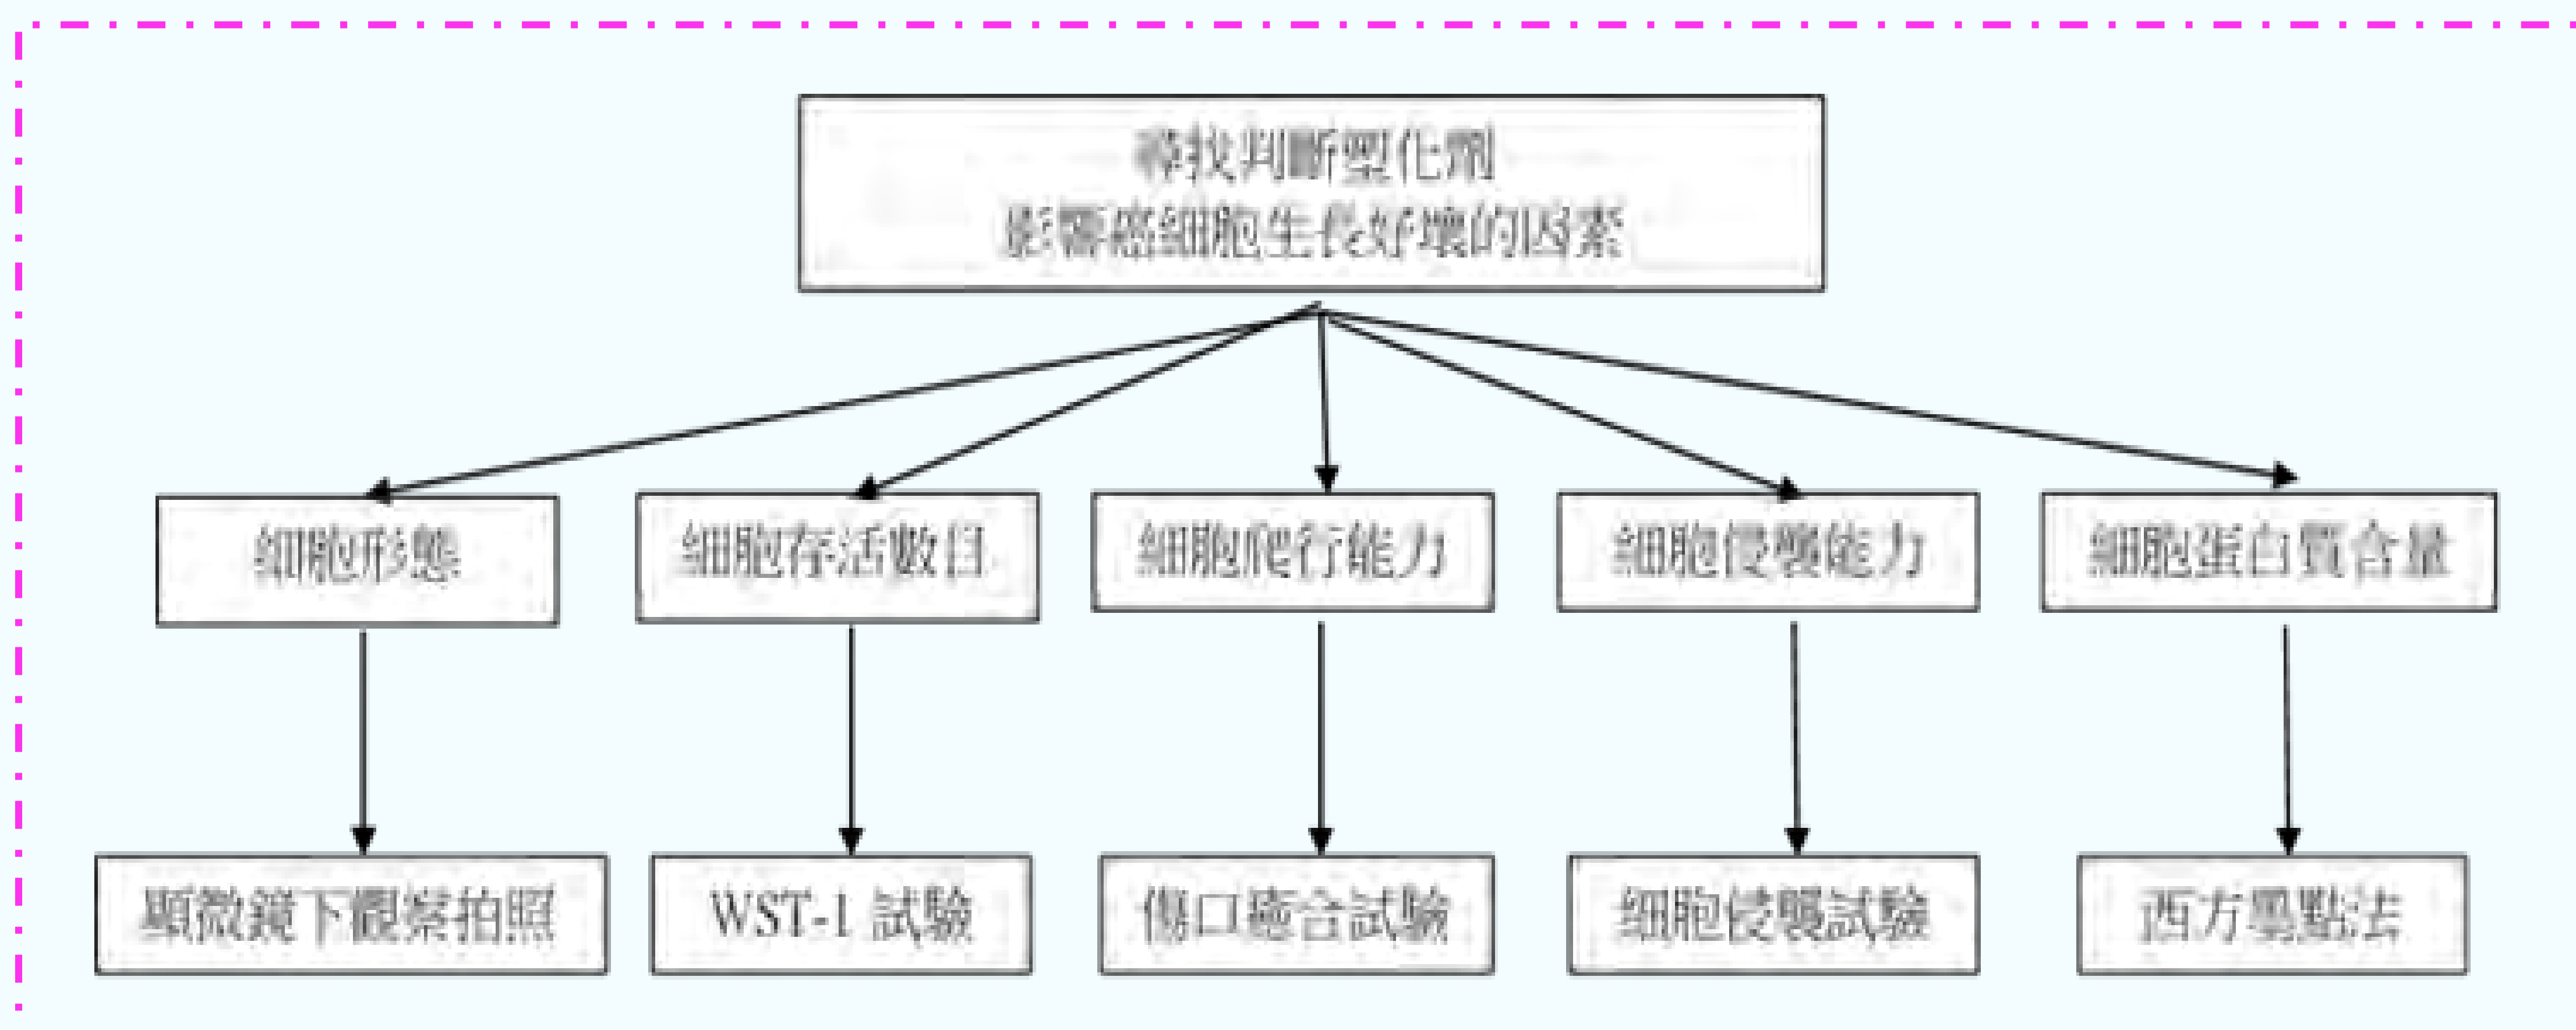 尋找判斷塑化劑
影響癌細胞生長好壞的因素
細胞形態
細胞存活數目
細胞爬行能力
細胞侵襲能力
細胞蛋白質含量
顯微鏡下觀察拍照
WST-1 試驗
傷口癒合試驗
細胞侵襲試驗
西方墨點法